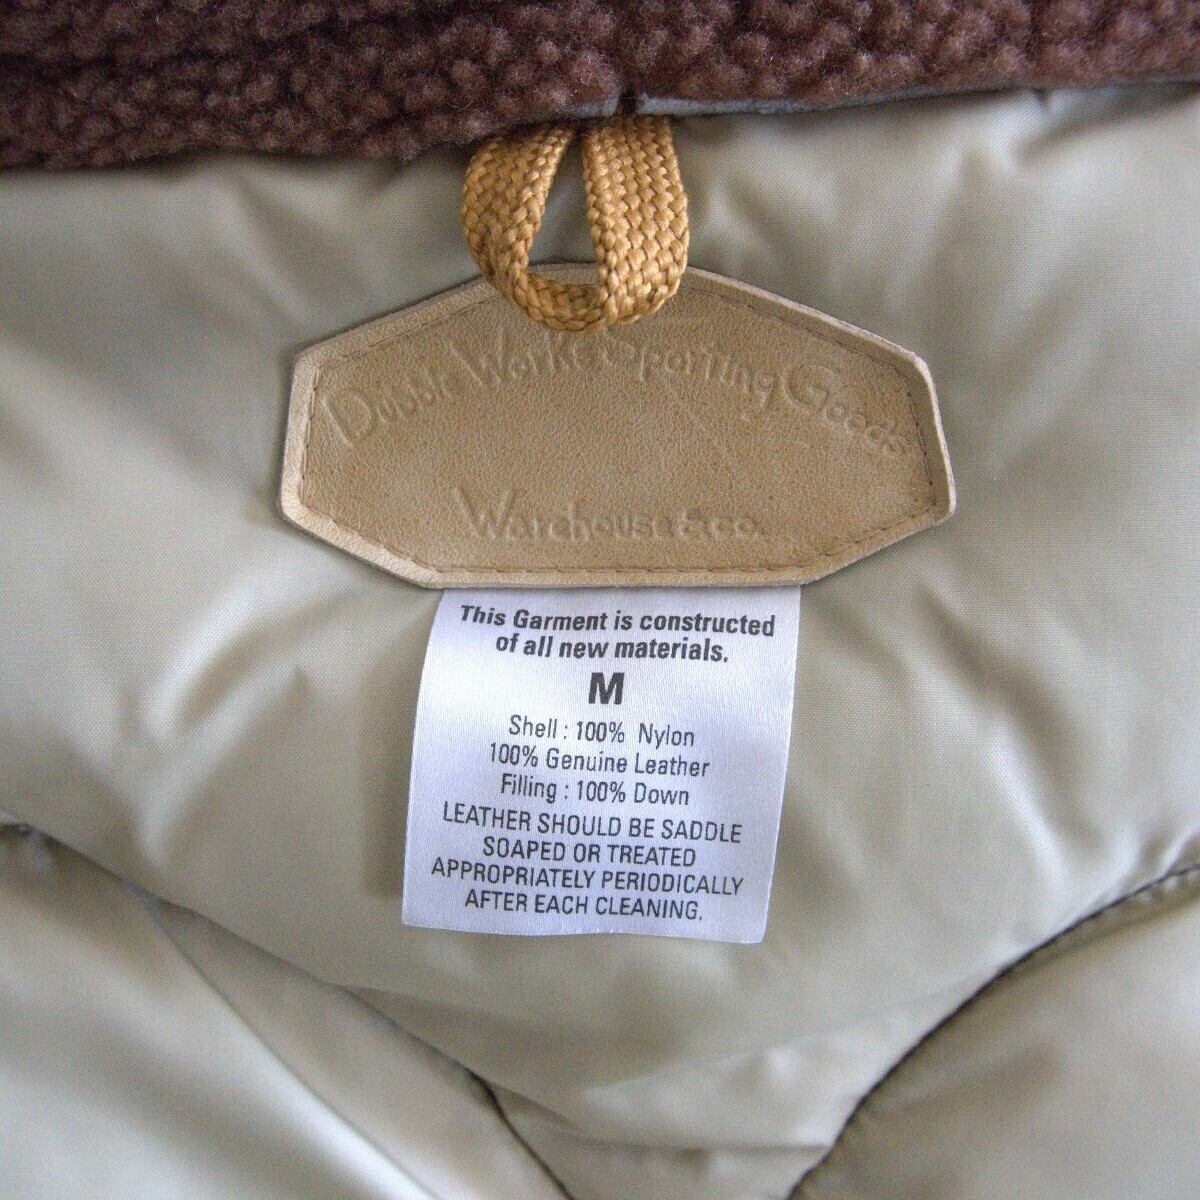 Dubble Works Sporting Goods
Warehouse & co.
This Garment is constructed
of all new materials.
M
Shell : 100% Nylon
100% Genuine Leather
Filling : 100% Down
LEATHER SHOULD BE SADDLE
SOAPED OR TREATED
APPROPRIATELY PERIODICALLY
AFTER EACH CLEANING.